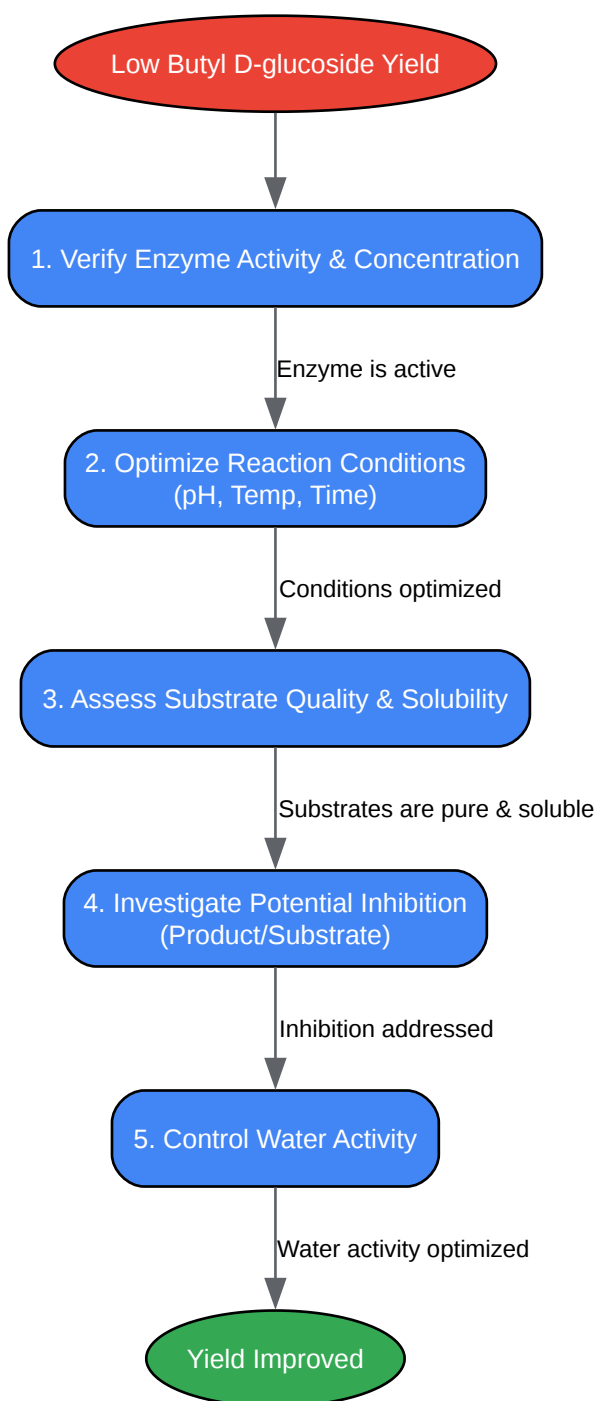 Low Butyl D-glucoside Yield
1. Verify Enzyme Activity & Concentration
Enzyme is active
2. Optimize Reaction Conditions
(pH, Temp, Time)
Conditions optimized
3. Assess Substrate Quality & Solubility
Substrates are pure & soluble
4. Investigate Potential Inhibition
(Product/Substrate)
Inhibition addressed
5. Control Water Activity
Water activity optimized
Yield Improved